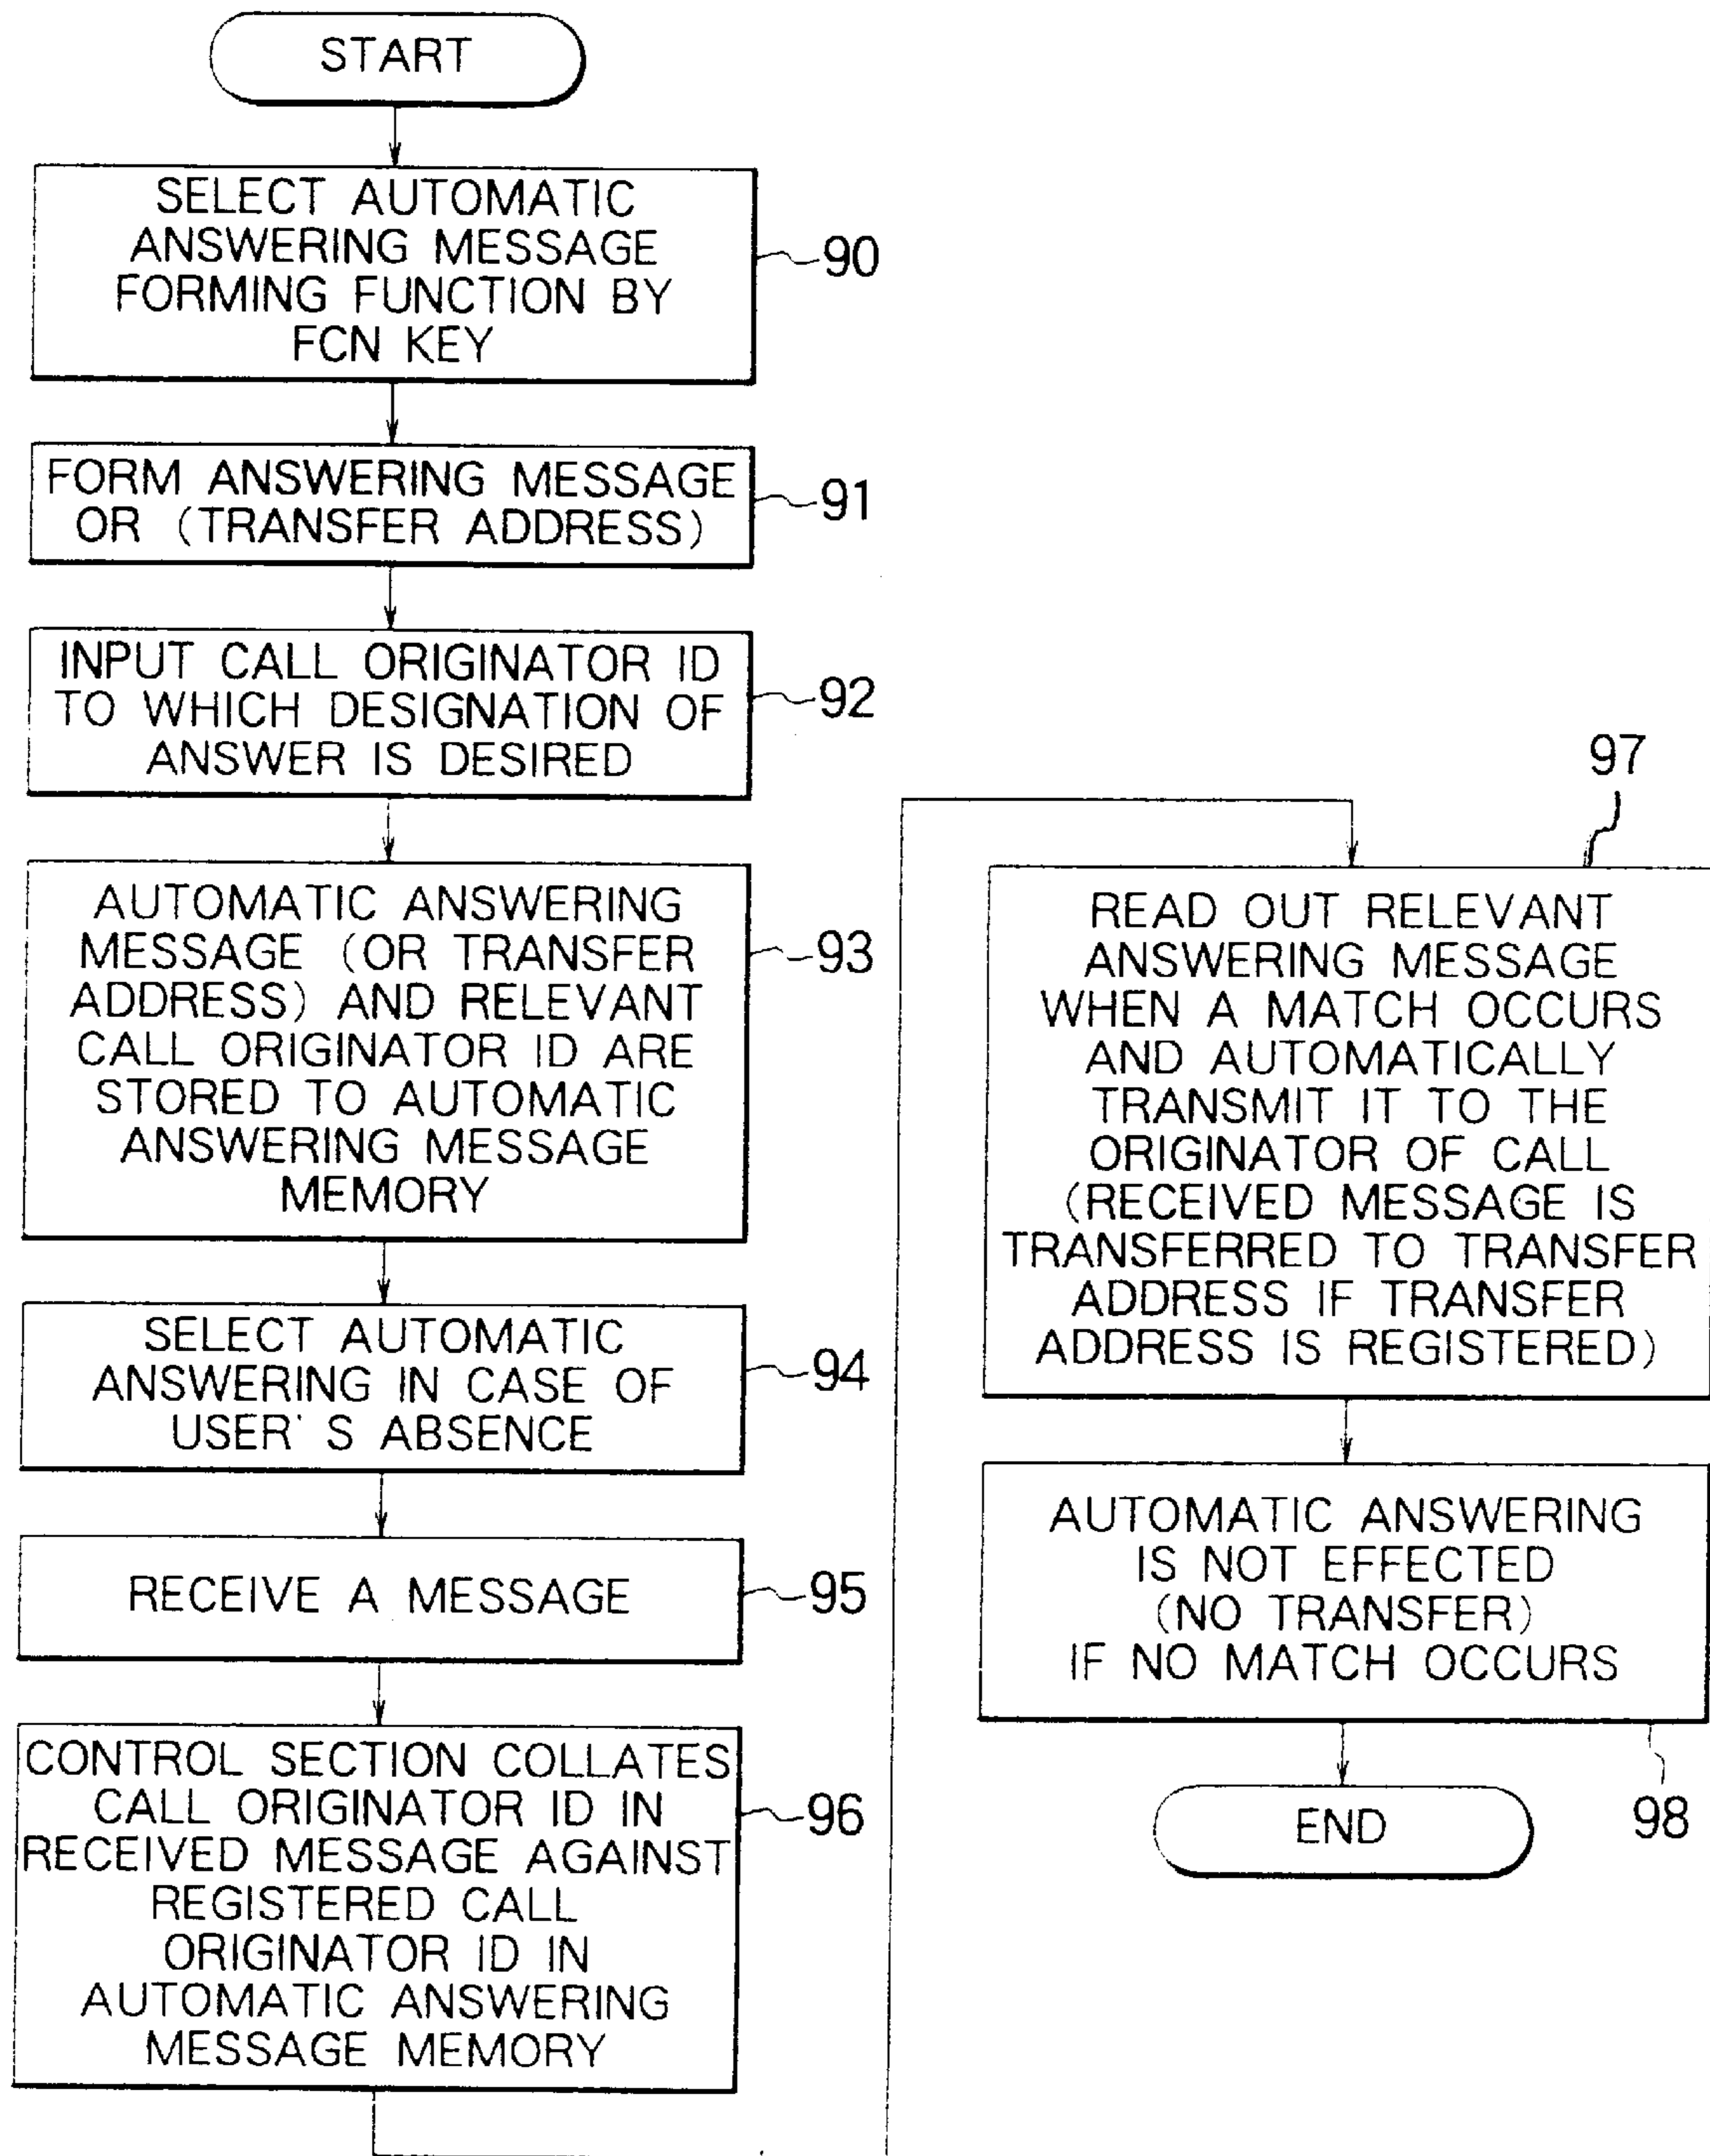 START
SELECT AUTOMATIC
ANSWERING MESSAGE
FORMING FUNCTION BY
FCN KEY
90
FORM ANSWERING MESSAGE
OR (TRANSFER ADDRESS)
91
INPUT CALL ORIGINATOR ID
TO WHICH DESIGNATION OF
ANSWER IS DESIRED
92
AUTOMATIC ANSWERING
MESSAGE (OR TRANSFER
ADDRESS) AND RELEVANT
CALL ORIGINATOR ID ARE
STORED TO AUTOMATIC
ANSWERING MESSAGE
MEMORY
93
SELECT AUTOMATIC
ANSWERING IN CASE OF
USER'S ABSENCE
94
RECEIVE A MESSAGE
95
CONTROL SECTION COLLATES
CALL ORIGINATOR ID IN
RECEIVED MESSAGE AGAINST
REGISTERED CALL
ORIGINATOR ID IN
AUTOMATIC ANSWERING
MESSAGE MEMORY
96
97
READ OUT RELEVANT
ANSWERING MESSAGE
WHEN A MATCH OCCURS
AND AUTOMATICALLY
TRANSMIT IT TO THE
ORIGINATOR OF CALL
(RECEIVED MESSAGE IS
TRANSFERRED TO TRANSFER
ADDRESS IF TRANSFER
ADDRESS IS REGISTERED)
AUTOMATIC ANSWERING
IS NOT EFFECTED
(NO TRANSFER)
IF NO MATCH OCCURS
98
END